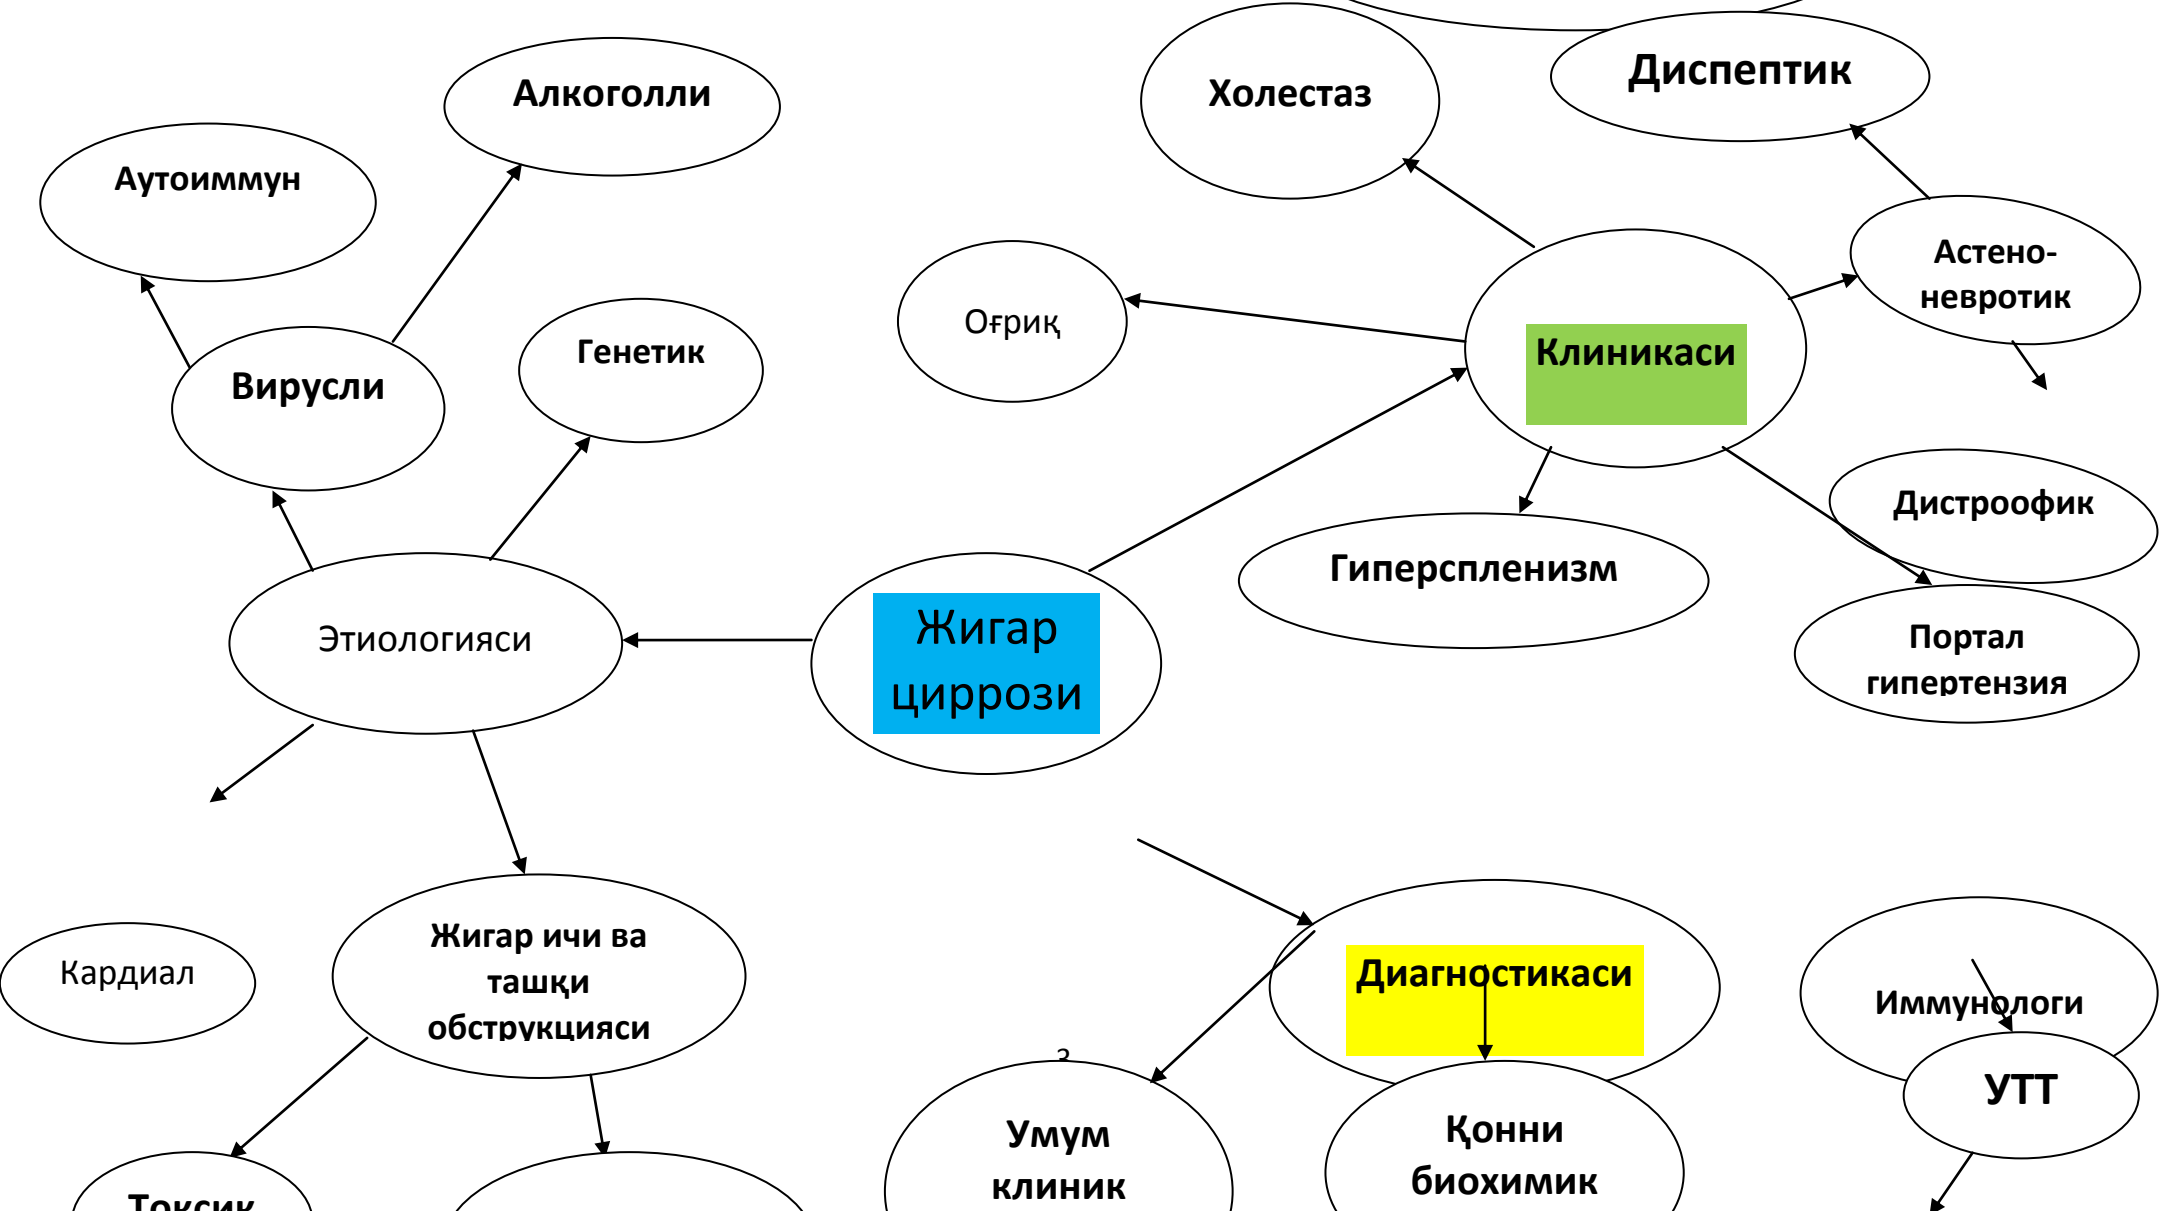 Диспептик
Холестаз
Алкоголли
Аутоиммун
Астено-
невротик
Оғриқ
Генетик
Клиникаси
Вирусли
Дистроофик
Гиперспленизм
Жигар
циррози
Этиологияси
Портал
гипертензия
Жигар ичи ва
ташқи
обструкцияси
Кардиал
Диагностикаси
Иммунологи
УТТ
Умум
клиник
Қонни
биохимик
Токсик